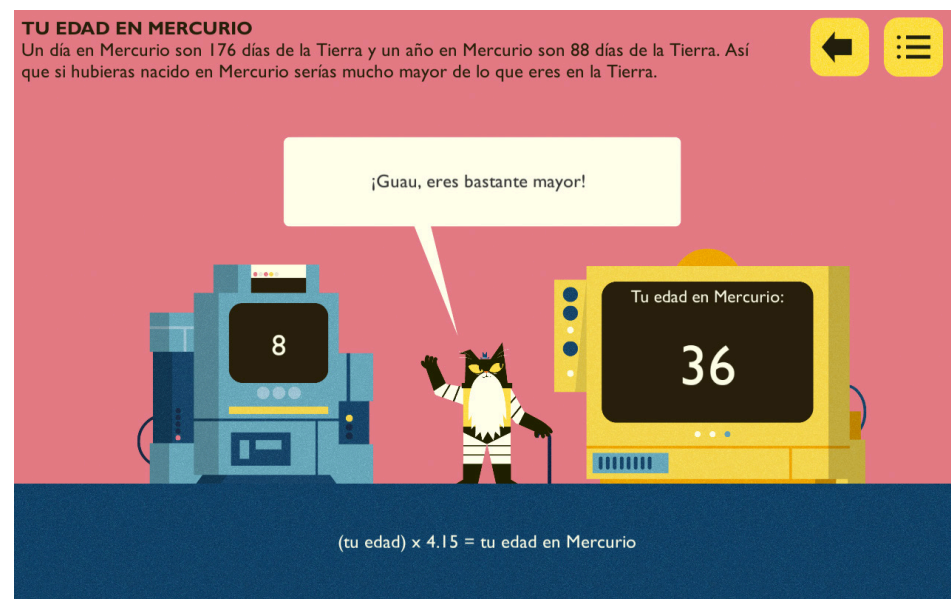 TU EDAD EN MERCURIO
Un día en Mercurio son 176 días de la Tierra y un año en Mercurio son 88 días de la Tierra. Así
que si hubieras nacido en Mercurio serías mucho mayor de lo que eres en la Tierra.
¡Guau, eres bastante mayor!
8
Tu edad en Mercurio:
36
(tu edad) x 4.15 = tu edad en Mercurio